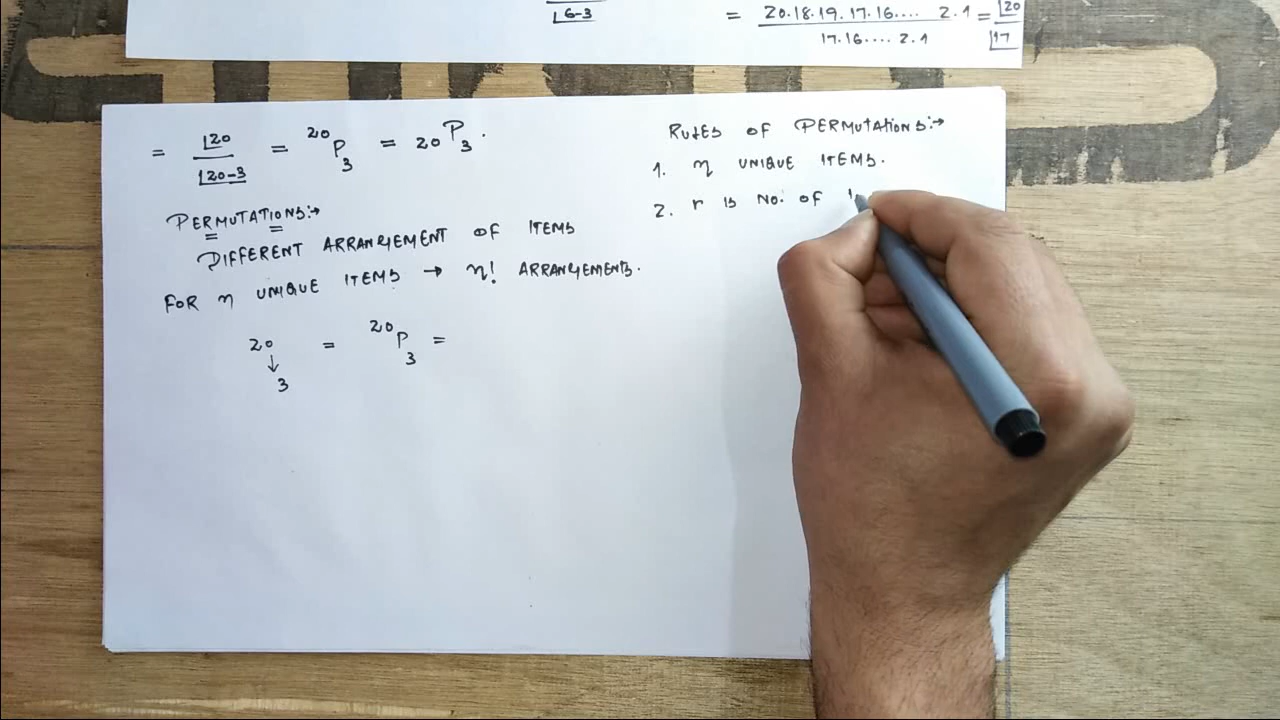 ⌊6-3
= 20.18.19.17.16.... 2.1 = ⌊20
17.16.... 2.1 ⌊17
= ⌊20 / ⌊20-3 = ²⁰P₃ = 20P₃.
PERMUTATIONS:→
DIFFERENT ARRANGEMENT OF ITEMS
FOR n UNIQUE ITEMS → n! ARRANGEMENTS.
20 = ²⁰P₃ =
↓
3
RULES OF PERMUTATIONS:→
1. n UNIQUE ITEMS.
2. r IS NO. OF